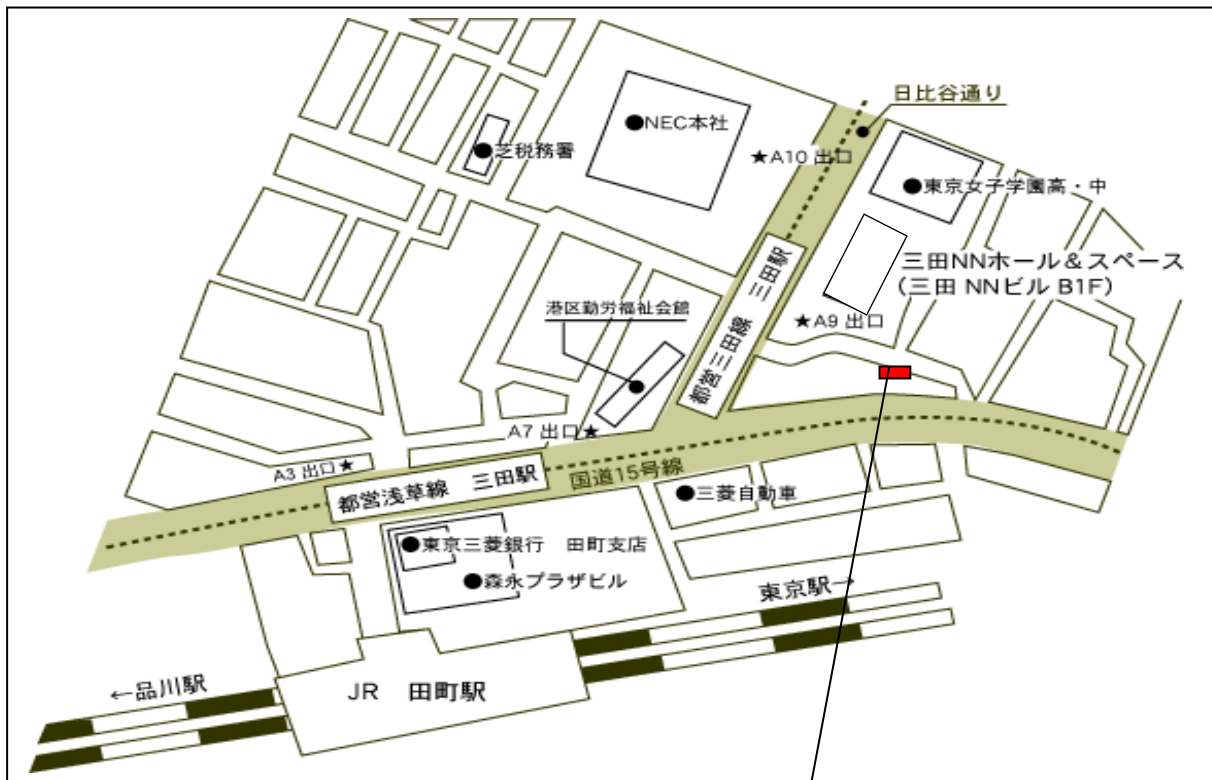 日比谷通り
●NEC本社
●芝税務署
★A10 出口
●東京女子学園高・中
三田NNホール＆スペース
（三田 NNビル B1F）
都営三田線　三田駅
港区勤労福祉会館
★A9 出口
A7 出口★
A3 出口★
国道15号線
都営浅草線　三田駅
●三菱自動車
●東京三菱銀行　田町支店
●森永プラザビル
東京駅→
←品川駅
JR　田町駅